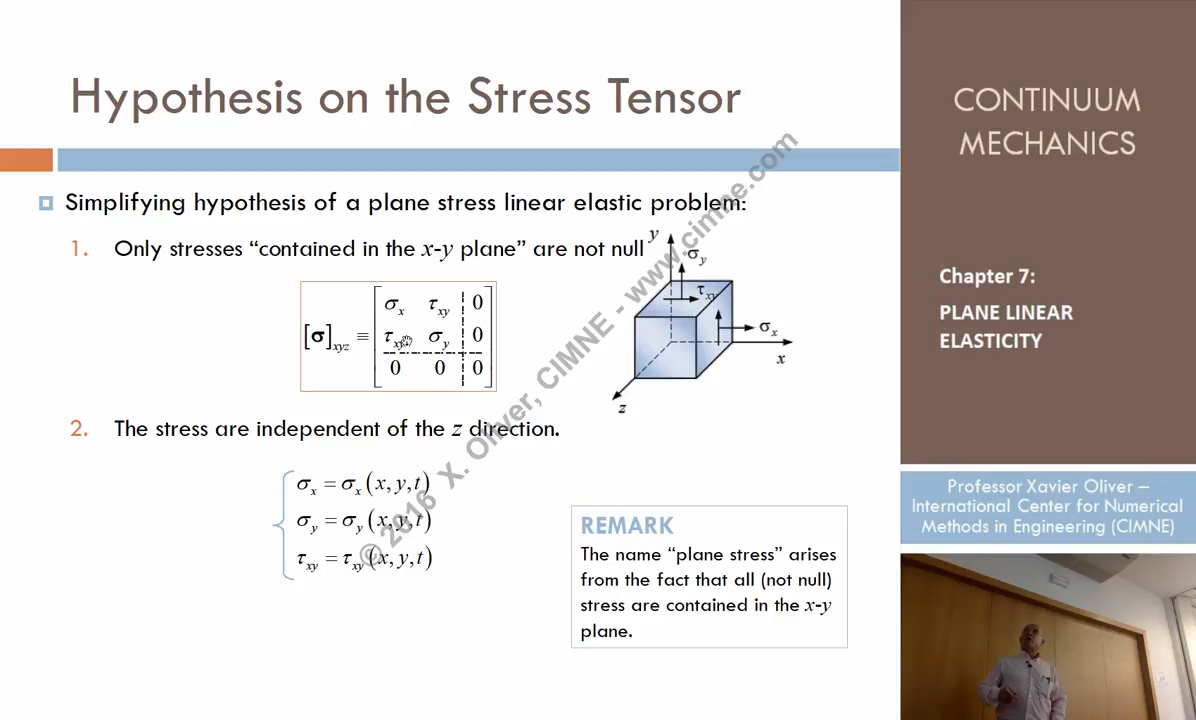 Hypothesis on the Stress Tensor
Simplifying hypothesis of a plane stress linear elastic problem:
1. Only stresses “contained in the x-y plane” are not null
[σ]xyz ≡ [σx τxy 0
τxy σy 0
0 0 0]
y
σy
τxy
σx
x
z
2. The stress are independent of the z direction.
σx = σx (x, y, t)
σy = σy (x, y, t)
τxy = τxy (x, y, t)
REMARK
The name “plane stress” arises
from the fact that all (not null)
stress are contained in the x-y
plane.
© 2016 X. Oliver, CIMNE - www.cimne.com
CONTINUUM
MECHANICS
Chapter 7:
PLANE LINEAR
ELASTICITY
Professor Xavier Oliver –
International Center for Numerical
Methods in Engineering (CIMNE)